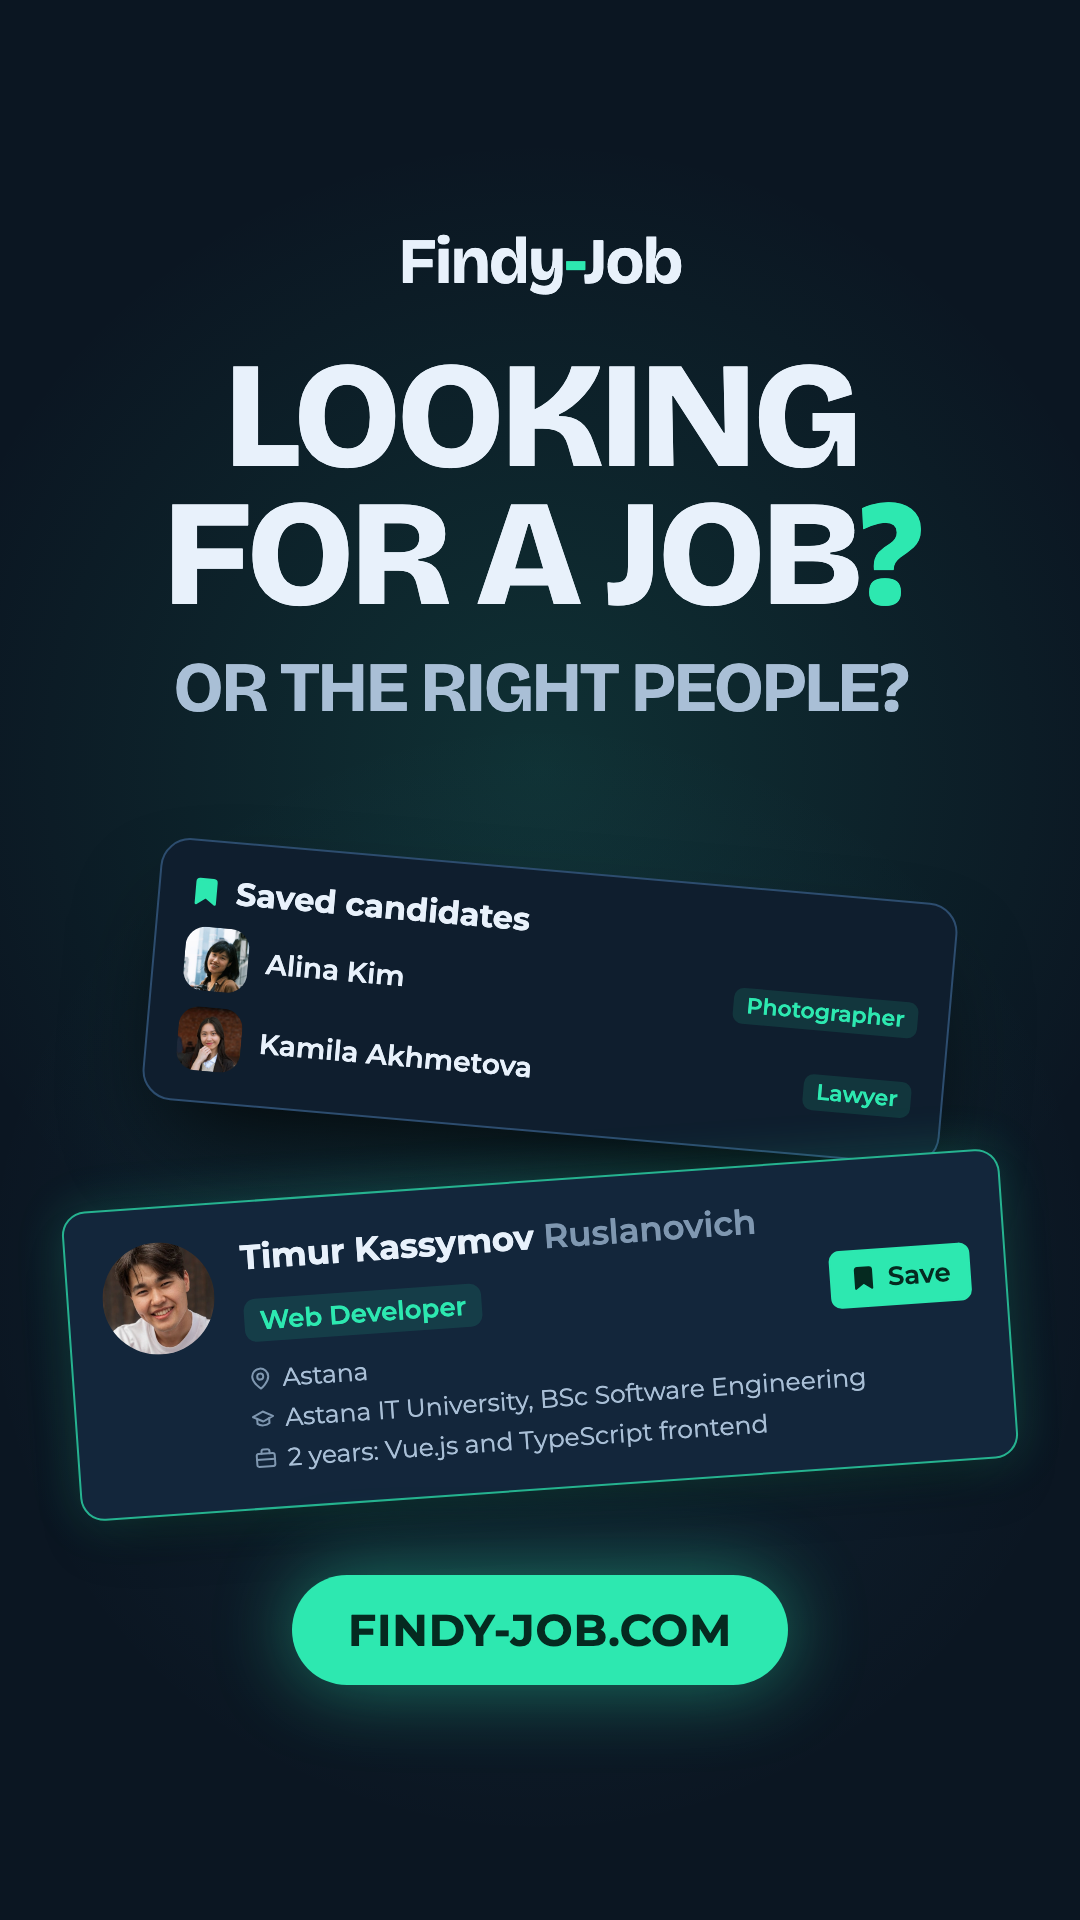 Findy-Job
LOOKING
FOR A JOB?
OR THE RIGHT PEOPLE?
Saved candidates
Alina Kim
Photographer
Kamila Akhmetova
Lawyer
Timur Kassymov Ruslanovich
Save
Web Developer
Astana
Astana IT University, BSc Software Engineering
2 years: Vue.js and TypeScript frontend
FINDY-JOB.COM